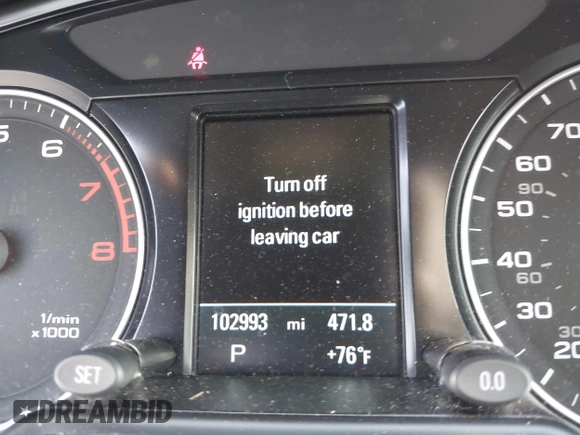 5
6
7
8
1/min
x1000
SET
Turn off
ignition before
leaving car
102993 mi 471.8
P +76°F
70
60
90
50
40
60
30
30
20
0.0
DREAMBID